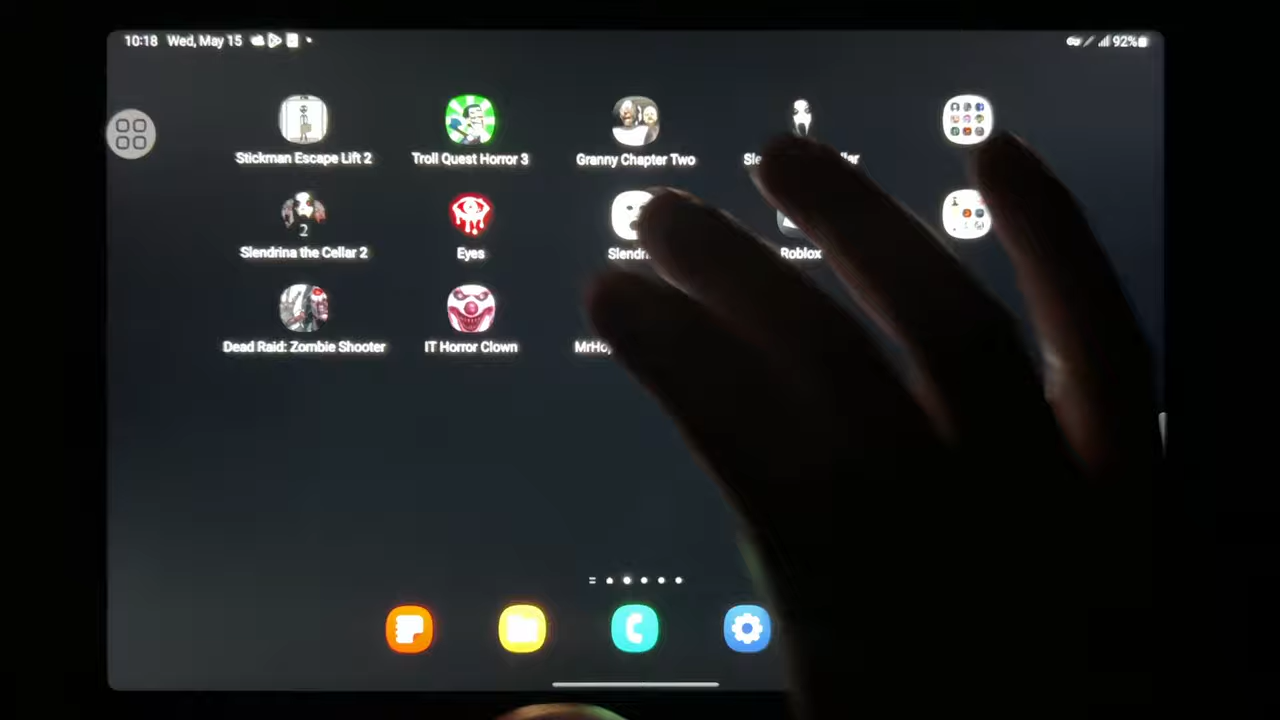 10:18 Wed, May 15 92%
Stickman Escape Lift 2 Troll Quest Horror 3 Granny Chapter Two
2
Slendrina the Cellar 2 Eyes Roblox
Dead Raid: Zombie Shooter IT Horror Clown